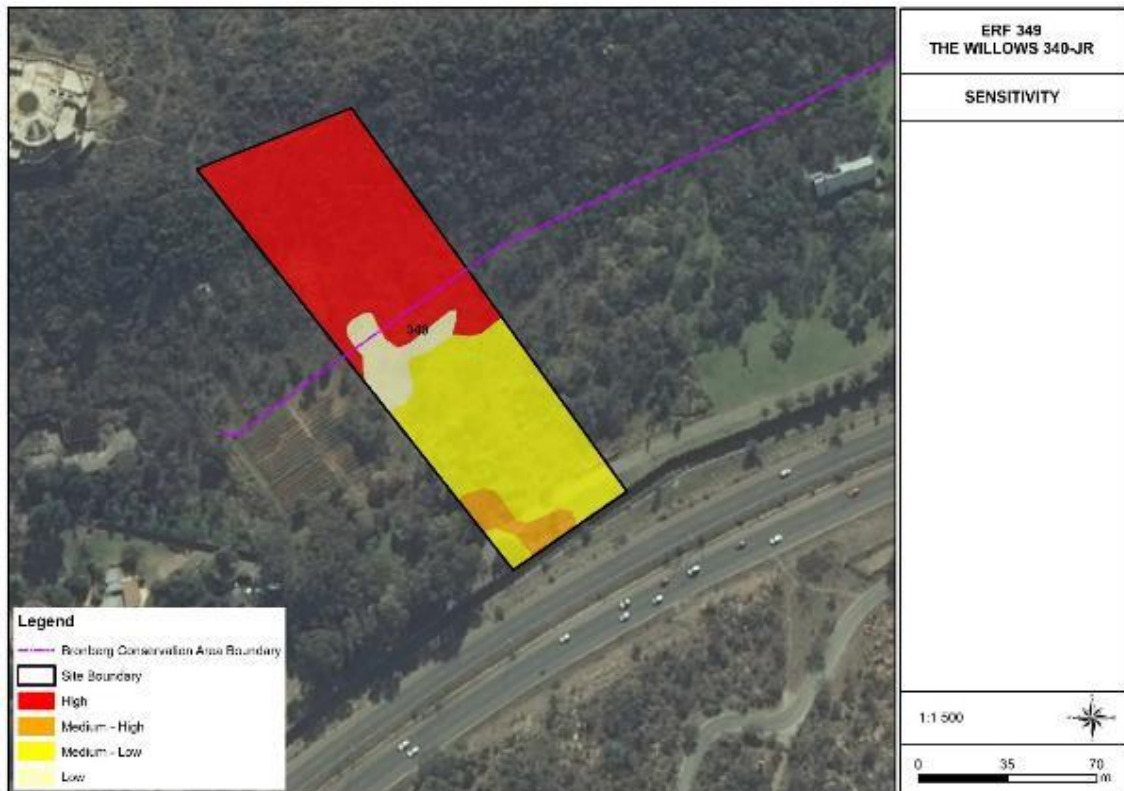 ERF 349
THE WILLOWS 340-JR
SENSITIVITY
349
Legend
Bronberg Conservation Area Boundary
Site Boundary
High
Medium - High
Medium - Low
Low
1:1 500
0 35 70
m